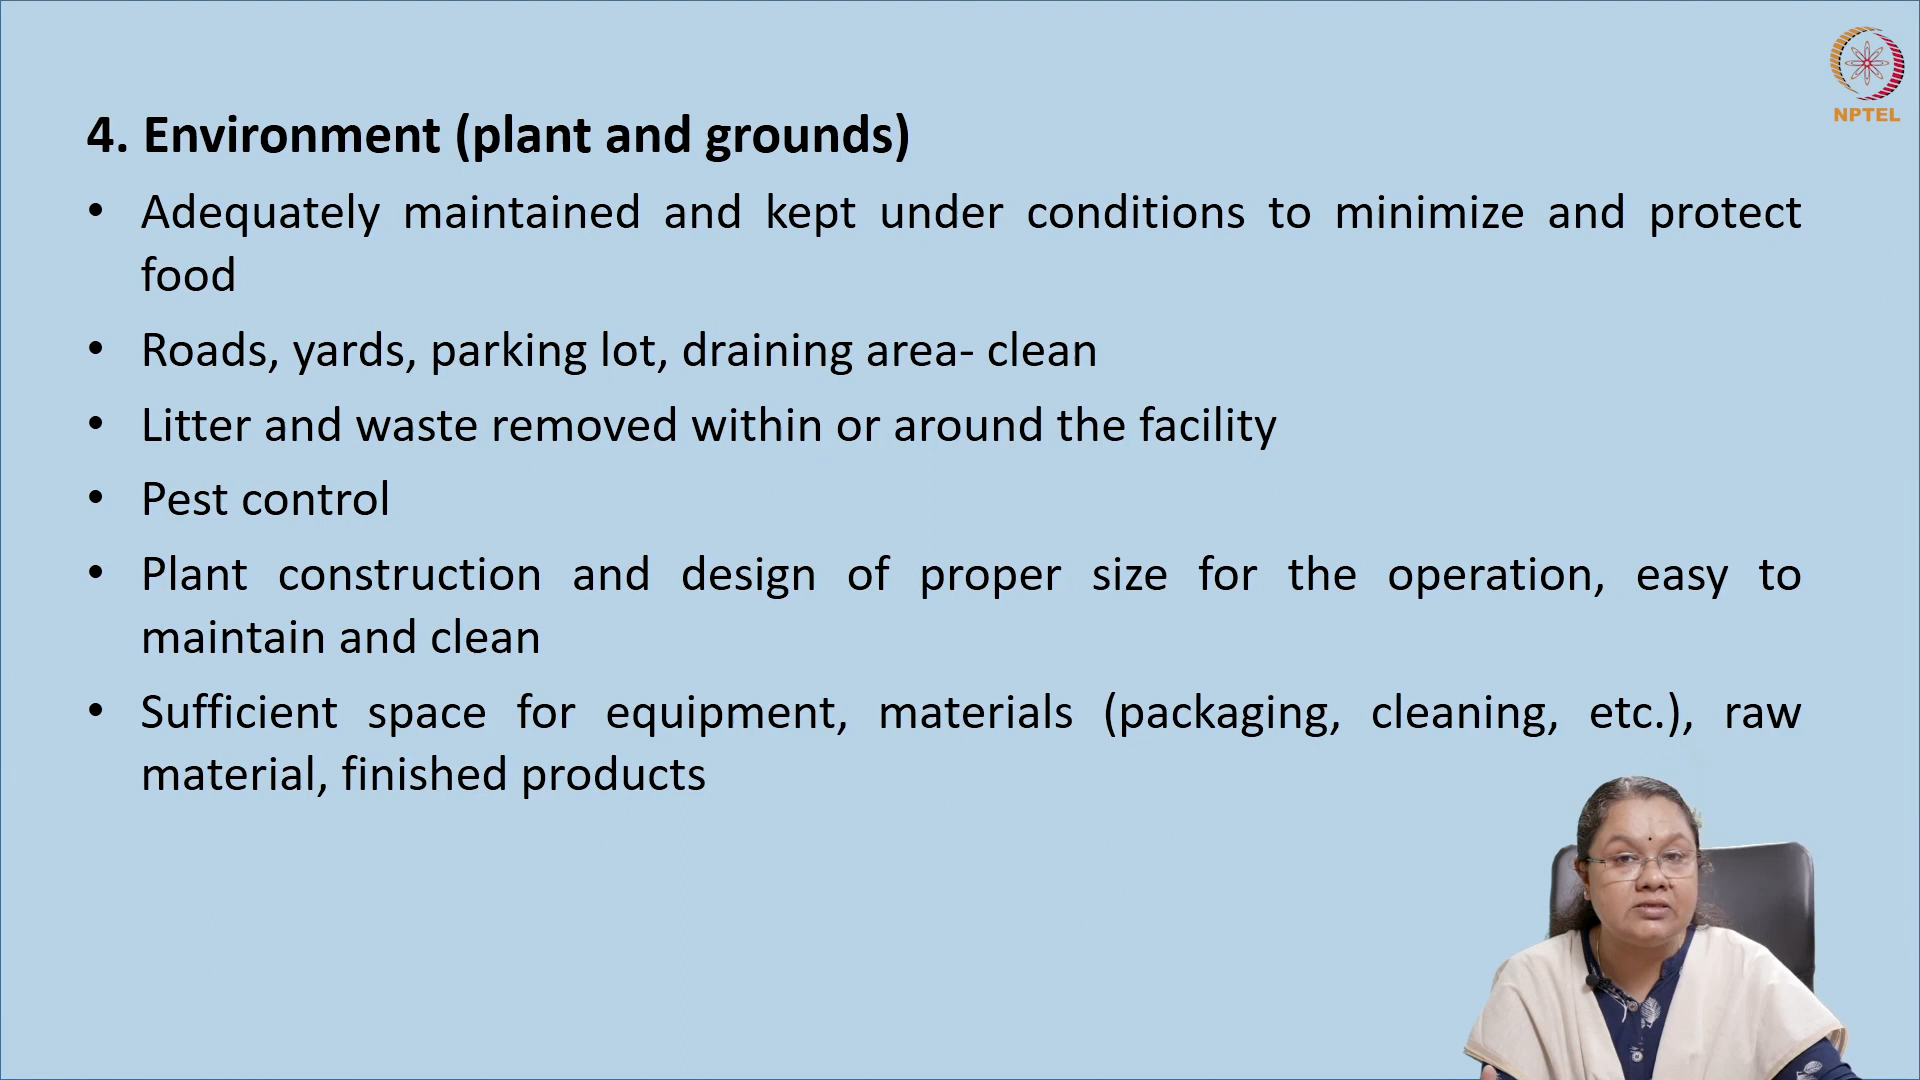 NPTEL
4. Environment (plant and grounds)
• Adequately maintained and kept under conditions to minimize and protect
food
• Roads, yards, parking lot, draining area- clean
• Litter and waste removed within or around the facility
• Pest control
• Plant construction and design of proper size for the operation, easy to
maintain and clean
• Sufficient space for equipment, materials (packaging, cleaning, etc.), raw
material, finished products